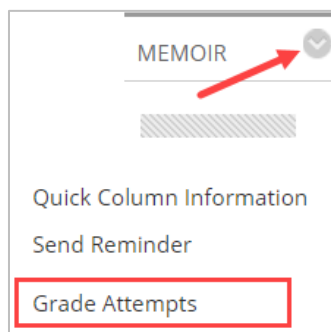 MEMOIR
Quick Column Information
Send Reminder
Grade Attempts